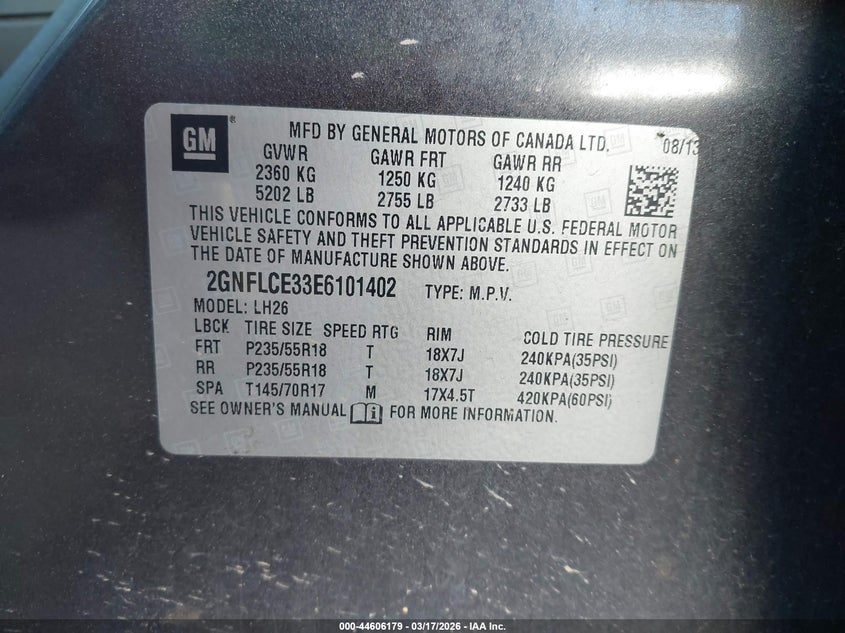 GM ®
MFD BY GENERAL MOTORS OF CANADA LTD. 08/13
GVWR GAWR FRT GAWR RR
2360 KG 1250 KG 1240 KG
5202 LB 2755 LB 2733 LB
THIS VEHICLE CONFORMS TO ALL APPLICABLE U.S. FEDERAL MOTOR
VEHICLE SAFETY AND THEFT PREVENTION STANDARDS IN EFFECT ON
THE DATE OF MANUFACTURE SHOWN ABOVE.
2GNFLCE33E6101402 TYPE: M.P.V.
MODEL: LH26
LBCK TIRE SIZE SPEED RTG RIM COLD TIRE PRESSURE
FRT P235/55R18 T 18X7J 240KPA(35PSI)
RR P235/55R18 T 18X7J 240KPA(35PSI)
SPA T145/70R17 M 17X4.5T 420KPA(60PSI)
SEE OWNER'S MANUAL FOR MORE INFORMATION.
000-44606179 - 03/17/2026 - IAA Inc.